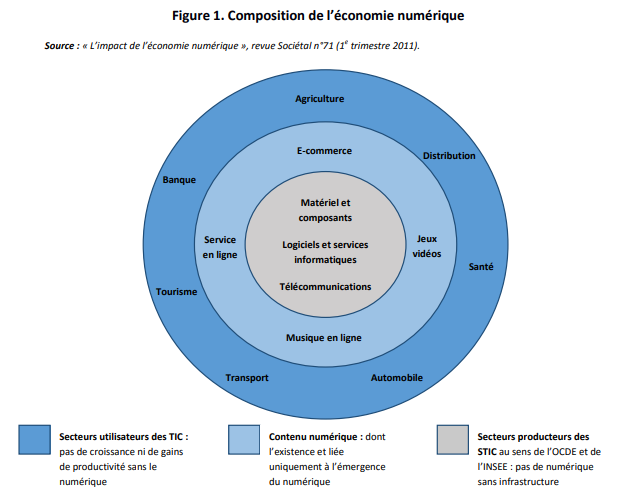 Figure 1. Composition de l’économie numérique
Source : « L’impact de l’économie numérique », revue Sociétal n°71 (1e trimestre 2011).
Agriculture
E-commerce
Distribution
Banque
Matériel et
composants
Service
en ligne
Logiciels et services
informatiques
Jeux
vidéos
Santé
Tourisme
Télécommunications
Musique en ligne
Transport
Automobile
Secteurs utilisateurs des TIC :
pas de croissance ni de gains
de productivité sans le
numérique
Contenu numérique : dont
l’existence et liée
uniquement à l’émergence
du numérique
Secteurs producteurs des
STIC au sens de l’OCDE et de
l’INSEE : pas de numérique
sans infrastructure